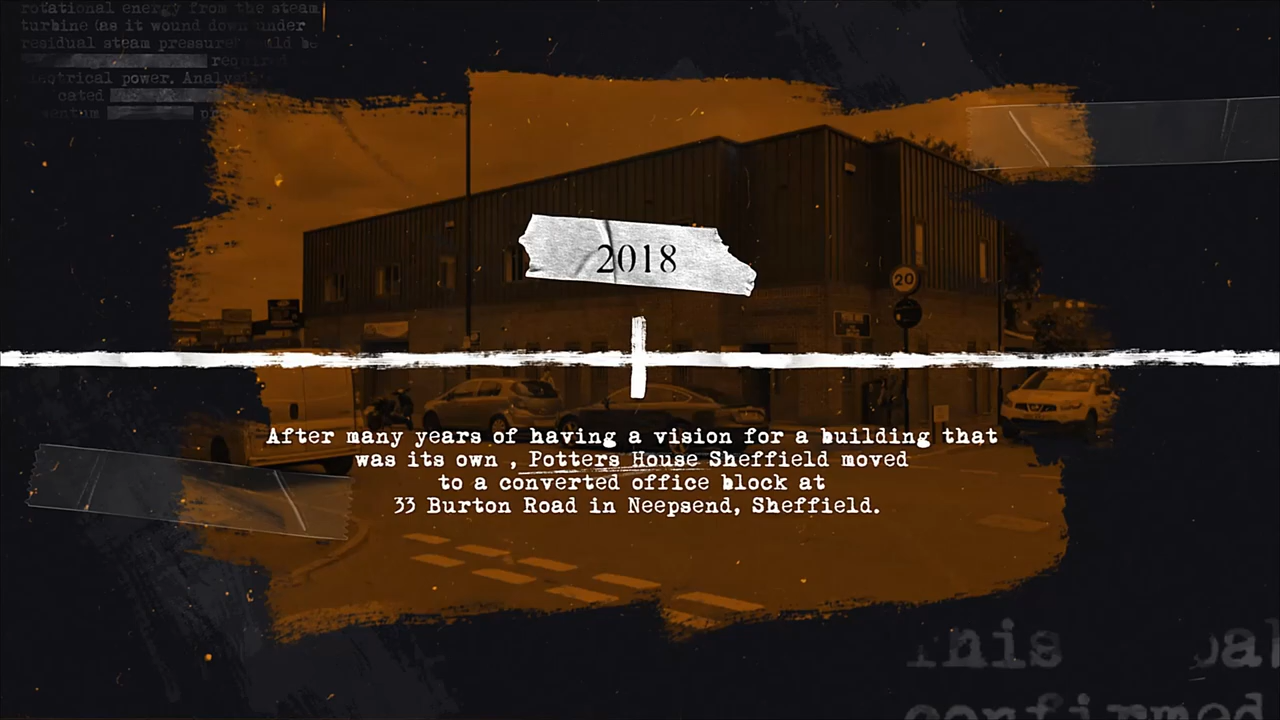 rotational energy from the steam
turbine (as it wound down under
residual steam pressure
electrical power.
2018
20
After many years of having a vision for a building that
was its own , Potters House Sheffield moved
to a converted office block at
33 Burton Road in Neepsend, Sheffield.
confirmed